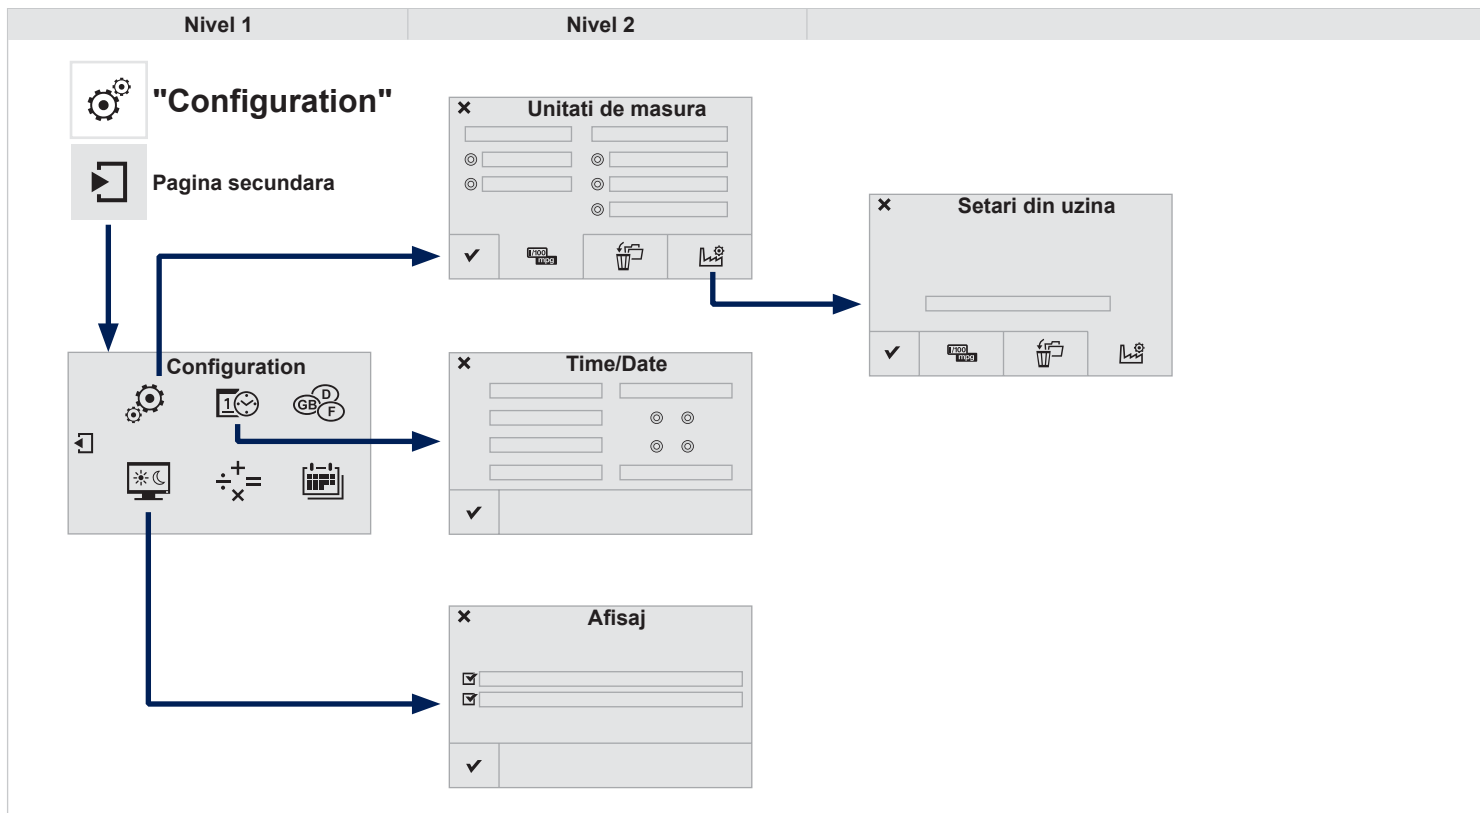 Nivel 1
Nivel 2
"Configuration"
Pagina secundara
Unitati de masura
l/100
mpg
Setari din uzina
l/100
mpg
Configuration
1
GB
D
F
Time/Date
Afisaj